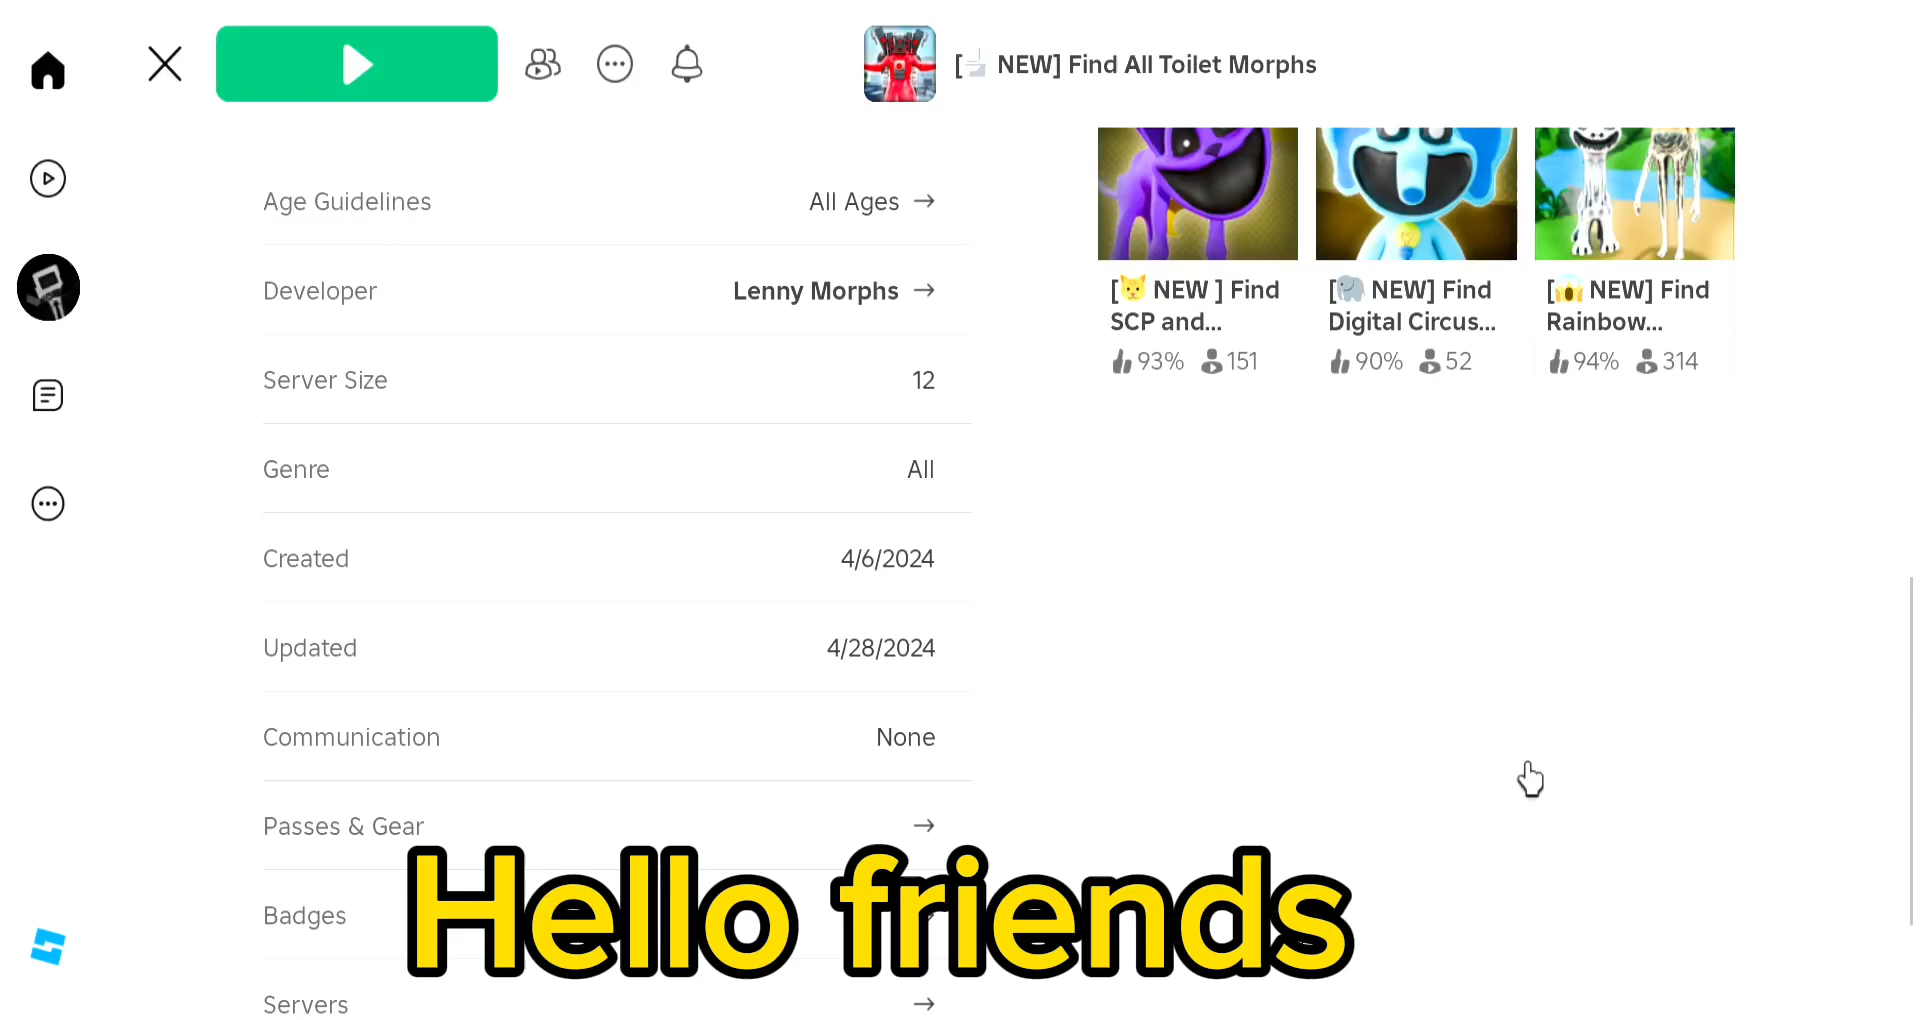 [🚽 NEW] Find All Toilet Morphs
Age Guidelines All Ages →
Developer Lenny Morphs →
Server Size 12
Genre All
Created 4/6/2024
Updated 4/28/2024
Communication None
Passes & Gear →
Badges →
Servers →
[🐱 NEW ] Find
SCP and...
93% 151
[🐘 NEW] Find
Digital Circus...
90% 52
[😱 NEW] Find
Rainbow...
94% 314
Hello friends